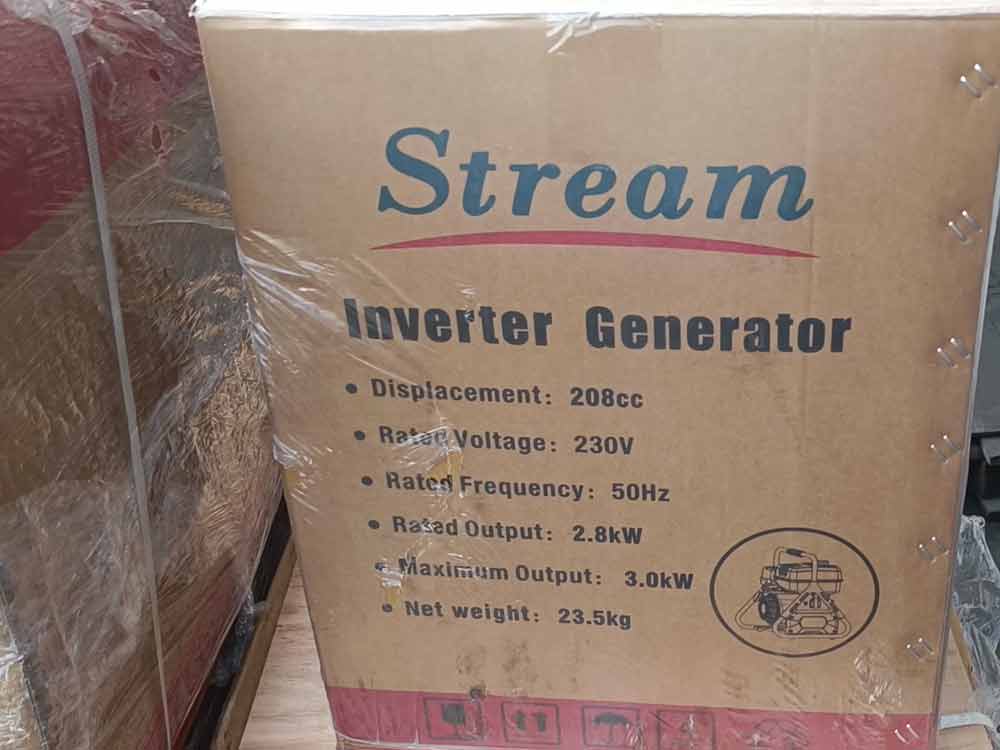 Stream
Inverter Generator
• Displacement: 208cc
• Rated Voltage: 230V
• Rated Frequency: 50Hz
• Rated Output: 2.8kW
• Maximum Output: 3.0kW
• Net weight: 23.5kg